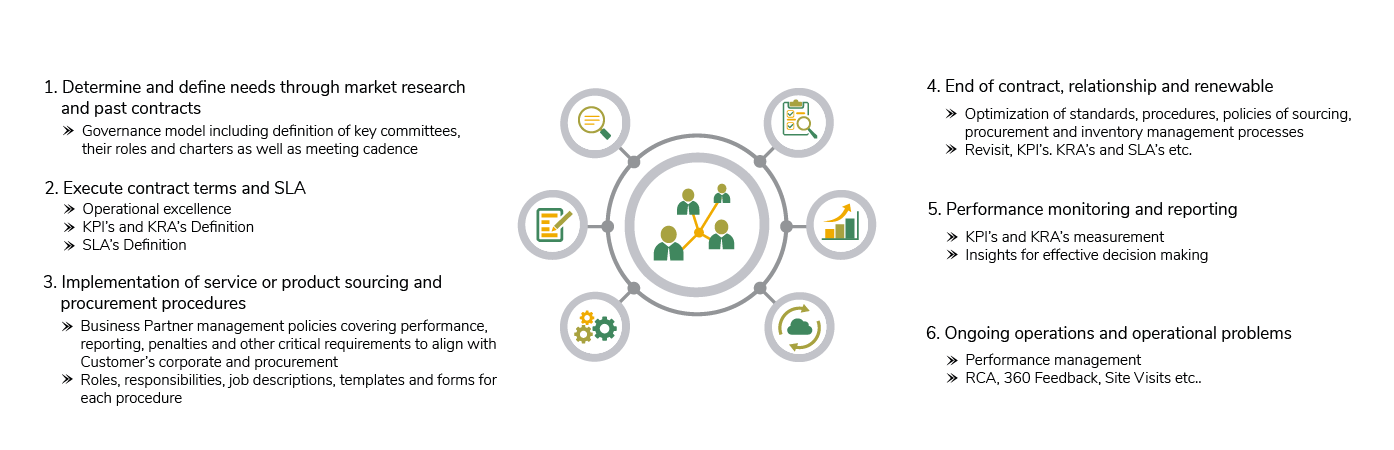 1. Determine and define needs through market research
and past contracts
» Governance model including definition of key committees,
their roles and charters as well as meeting cadence
2. Execute contract terms and SLA
» Operational excellence
» KPI's and KRA's Definition
» SLA's Definition
3. Implementation of service or product sourcing and
procurement procedures
» Business Partner management policies covering performance,
reporting, penalties and other critical requirements to align with
Customer's corporate and procurement
» Roles, responsibilities, job descriptions, templates and forms for
each procedure
4. End of contract, relationship and renewable
» Optimization of standards, procedures, policies of sourcing,
procurement and inventory management processes
» Revisit, KPI's. KRA's and SLA's etc.
5. Performance monitoring and reporting
» KPI's and KRA's measurement
» Insights for effective decision making
6. Ongoing operations and operational problems
» Performance management
» RCA, 360 Feedback, Site Visits etc..